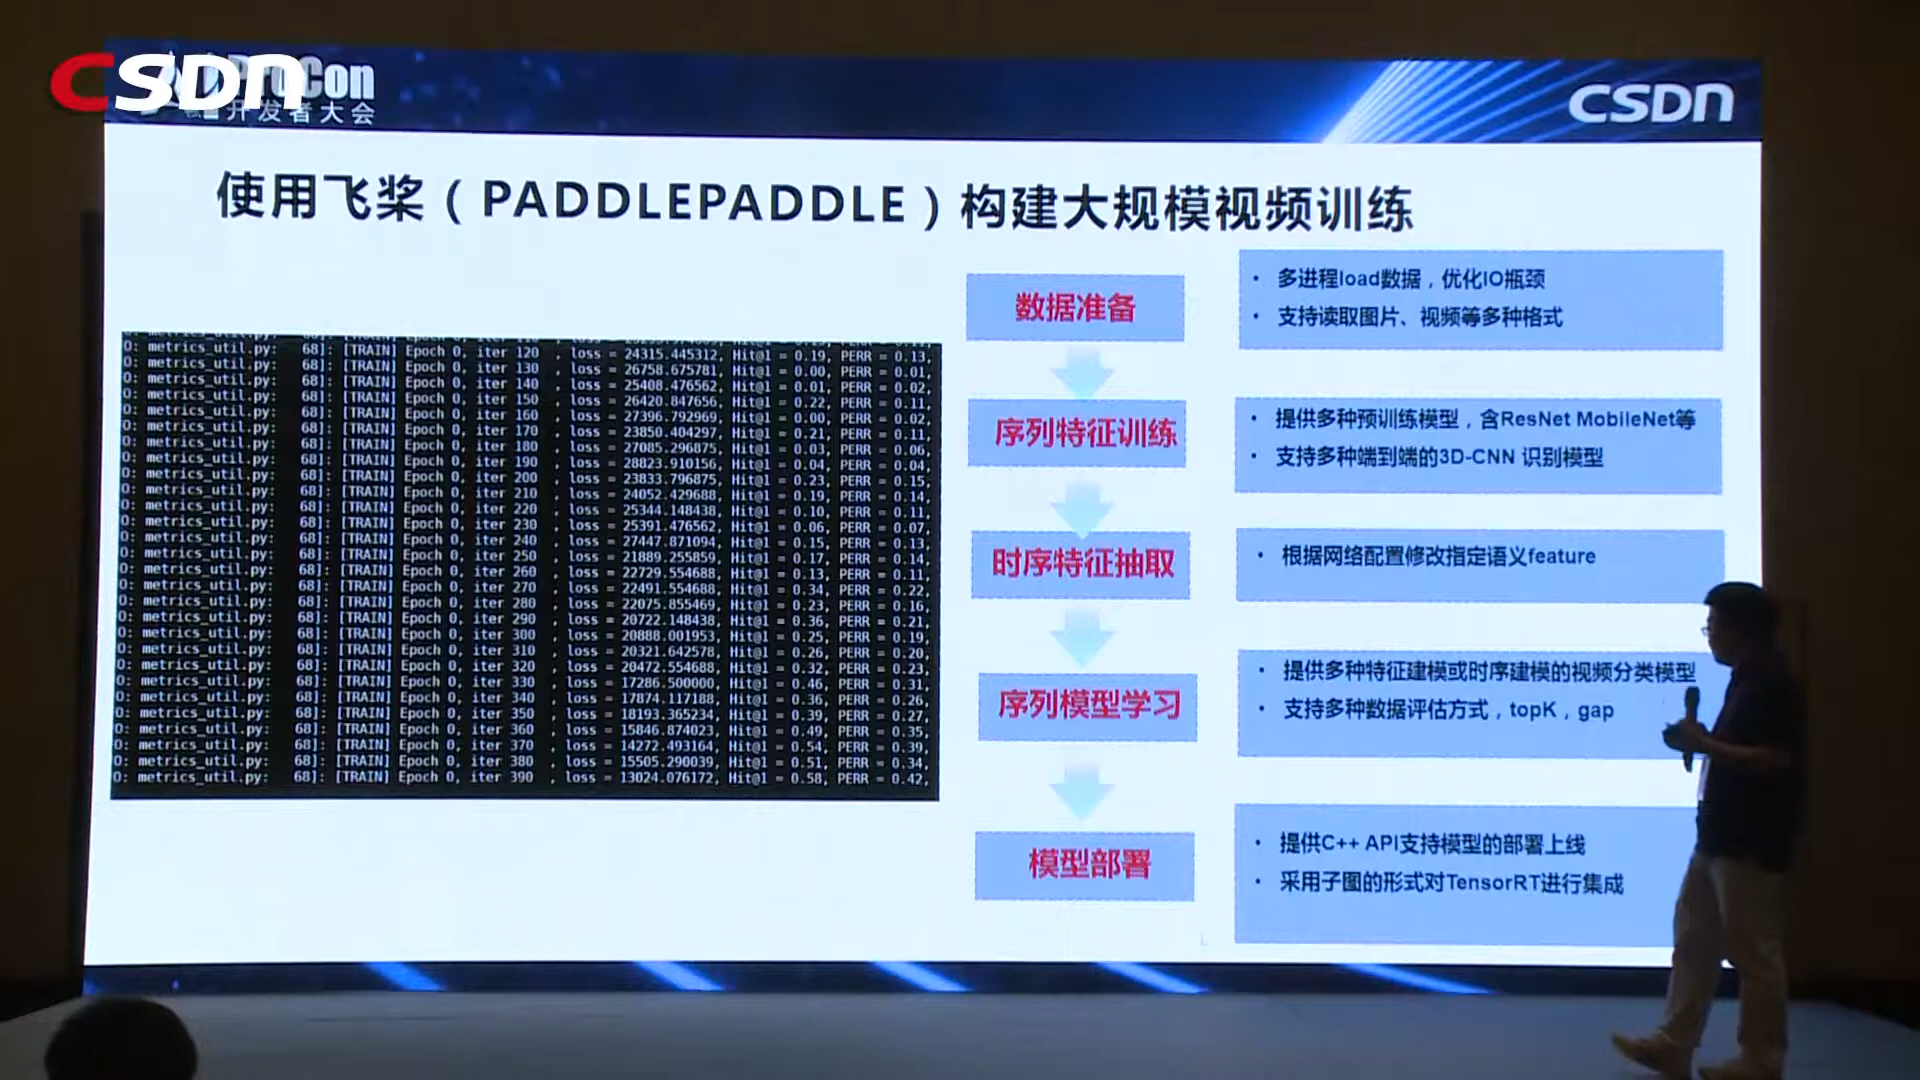 CSDN
ProCon
开发者大会
CSDN
使用飞桨（PADDLEPADDLE）构建大规模视频训练
O: metrics_util.py: 68]: [TRAIN] Epoch 0, iter 120 , loss = 24315.445312, Hit@1 = 0.19, PERR = 0.13,
O: metrics_util.py: 68]: [TRAIN] Epoch 0, iter 130 , loss = 26758.675781, Hit@1 = 0.00, PERR = 0.01,
O: metrics_util.py: 68]: [TRAIN] Epoch 0, iter 140 , loss = 25408.476562, Hit@1 = 0.01, PERR = 0.02,
O: metrics_util.py: 68]: [TRAIN] Epoch 0, iter 150 , loss = 26420.847656, Hit@1 = 0.22, PERR = 0.11,
O: metrics_util.py: 68]: [TRAIN] Epoch 0, iter 160 , loss = 27396.792969, Hit@1 = 0.00, PERR = 0.02,
O: metrics_util.py: 68]: [TRAIN] Epoch 0, iter 170 , loss = 23850.404297, Hit@1 = 0.21, PERR = 0.11,
O: metrics_util.py: 68]: [TRAIN] Epoch 0, iter 180 , loss = 27085.296875, Hit@1 = 0.03, PERR = 0.06,
O: metrics_util.py: 68]: [TRAIN] Epoch 0, iter 190 , loss = 28823.910156, Hit@1 = 0.04, PERR = 0.04,
O: metrics_util.py: 68]: [TRAIN] Epoch 0, iter 200 , loss = 23833.796875, Hit@1 = 0.23, PERR = 0.15,
O: metrics_util.py: 68]: [TRAIN] Epoch 0, iter 210 , loss = 24052.429688, Hit@1 = 0.19, PERR = 0.14,
O: metrics_util.py: 68]: [TRAIN] Epoch 0, iter 220 , loss = 25344.148438, Hit@1 = 0.10, PERR = 0.11,
O: metrics_util.py: 68]: [TRAIN] Epoch 0, iter 230 , loss = 25391.476562, Hit@1 = 0.06, PERR = 0.07,
O: metrics_util.py: 68]: [TRAIN] Epoch 0, iter 240 , loss = 27447.871094, Hit@1 = 0.15, PERR = 0.13,
O: metrics_util.py: 68]: [TRAIN] Epoch 0, iter 250 , loss = 21889.255859, Hit@1 = 0.17, PERR = 0.14,
O: metrics_util.py: 68]: [TRAIN] Epoch 0, iter 260 , loss = 22729.554688, Hit@1 = 0.13, PERR = 0.11,
O: metrics_util.py: 68]: [TRAIN] Epoch 0, iter 270 , loss = 22491.554688, Hit@1 = 0.34, PERR = 0.22,
O: metrics_util.py: 68]: [TRAIN] Epoch 0, iter 280 , loss = 22075.855469, Hit@1 = 0.23, PERR = 0.16,
O: metrics_util.py: 68]: [TRAIN] Epoch 0, iter 290 , loss = 20722.148438, Hit@1 = 0.36, PERR = 0.21,
O: metrics_util.py: 68]: [TRAIN] Epoch 0, iter 300 , loss = 20888.001953, Hit@1 = 0.25, PERR = 0.19,
O: metrics_util.py: 68]: [TRAIN] Epoch 0, iter 310 , loss = 20321.642578, Hit@1 = 0.26, PERR = 0.20,
O: metrics_util.py: 68]: [TRAIN] Epoch 0, iter 320 , loss = 20472.554688, Hit@1 = 0.32, PERR = 0.23,
O: metrics_util.py: 68]: [TRAIN] Epoch 0, iter 330 , loss = 17286.500000, Hit@1 = 0.46, PERR = 0.31,
O: metrics_util.py: 68]: [TRAIN] Epoch 0, iter 340 , loss = 17874.117188, Hit@1 = 0.36, PERR = 0.26,
O: metrics_util.py: 68]: [TRAIN] Epoch 0, iter 350 , loss = 18193.365234, Hit@1 = 0.39, PERR = 0.27,
O: metrics_util.py: 68]: [TRAIN] Epoch 0, iter 360 , loss = 15846.874023, Hit@1 = 0.49, PERR = 0.35,
O: metrics_util.py: 68]: [TRAIN] Epoch 0, iter 370 , loss = 14272.493164, Hit@1 = 0.54, PERR = 0.39,
O: metrics_util.py: 68]: [TRAIN] Epoch 0, iter 380 , loss = 15505.290039, Hit@1 = 0.51, PERR = 0.34,
O: metrics_util.py: 68]: [TRAIN] Epoch 0, iter 390 , loss = 13024.076172, Hit@1 = 0.58, PERR = 0.42,
数据准备
• 多进程load数据，优化IO瓶颈
• 支持读取图片、视频等多种格式
序列特征训练
• 提供多种预训练模型，含ResNet MobileNet等
• 支持多种端到端的3D-CNN 识别模型
时序特征抽取
• 根据网络配置修改指定语义feature
序列模型学习
• 提供多种特征建模或时序建模的视频分类模型
• 支持多种数据评估方式，topK，gap
模型部署
• 提供C++ API支持模型的部署上线
• 采用子图的形式对TensorRT进行集成